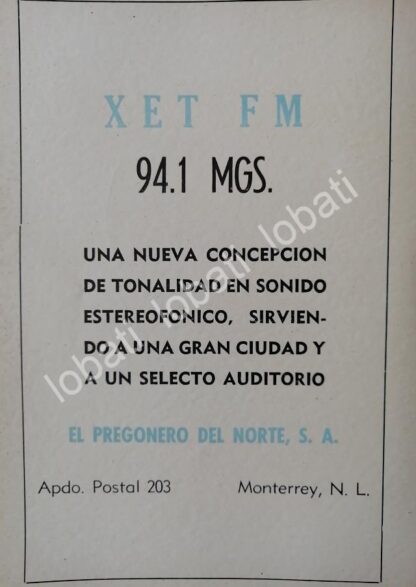 XET FM
94.1 MGS.
UNA NUEVA CONCEPCION
DE TONALIDAD EN SONIDO
ESTEREOFONICO, SIRVIEN-
DO A UNA GRAN CIUDAD Y
A UN SELECTO AUDITORIO
EL PREGONERO DEL NORTE, S. A.
Apdo. Postal 203 Monterrey, N. L.
lobati lobati lobati